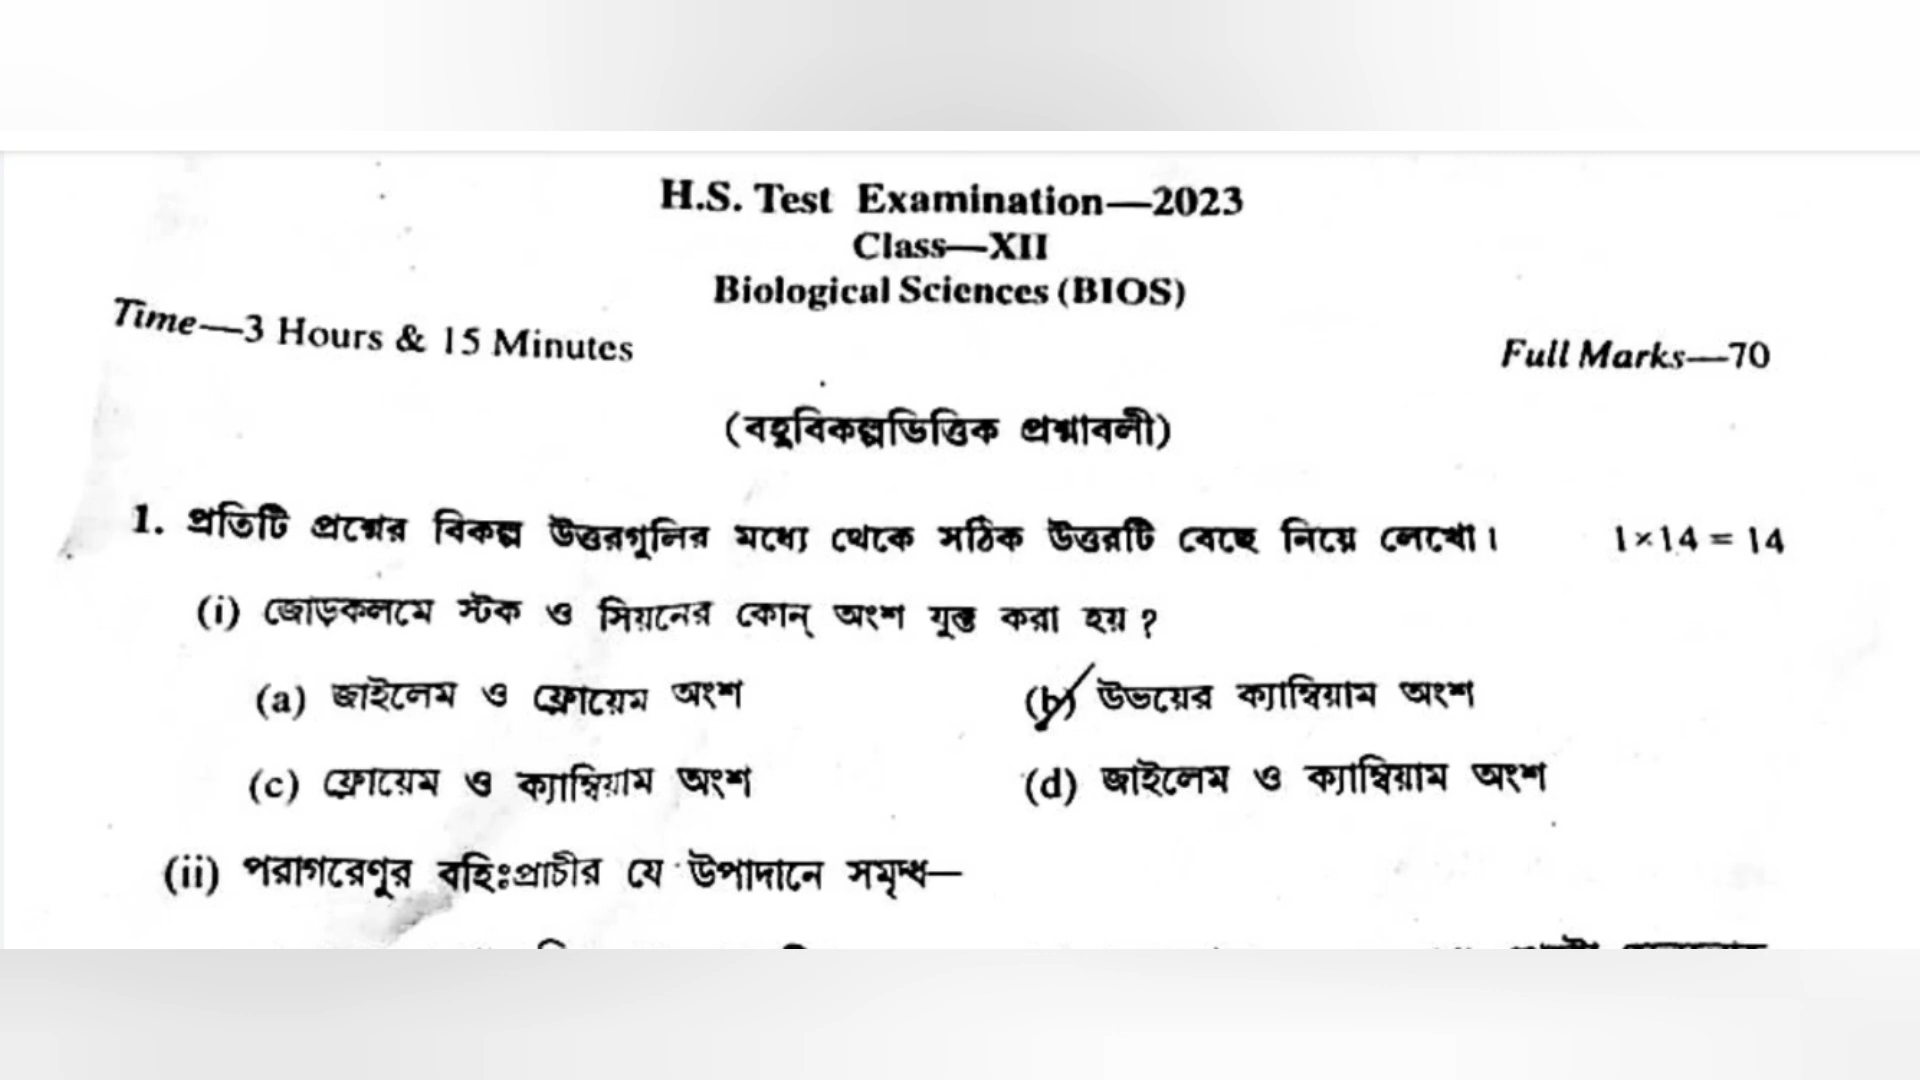 H.S. Test Examination—2023
Class—XII
Biological Sciences (BIOS)
Time—3 Hours & 15 Minutes
Full Marks—70
(বহুবিকল্পভিত্তিক প্রশ্নাবলী)
1. প্রতিটি প্রশ্নের বিকল্প উত্তরগুলির মধ্যে থেকে সঠিক উত্তরটি বেছে নিয়ে লেখো। 1×14 = 14
(i) জোড়কলমে স্টক ও সিয়নের কোন্ অংশ যুক্ত করা হয় ?
(a) জাইলেম ও ফ্লোয়েম অংশ (b) উভয়ের ক্যাম্বিয়াম অংশ
(c) ফ্লোয়েম ও ক্যাম্বিয়াম অংশ (d) জাইলেম ও ক্যাম্বিয়াম অংশ
(ii) পরাগরেণুর বহিঃপ্রাচীর যে উপাদানে সমৃদ্ধ—